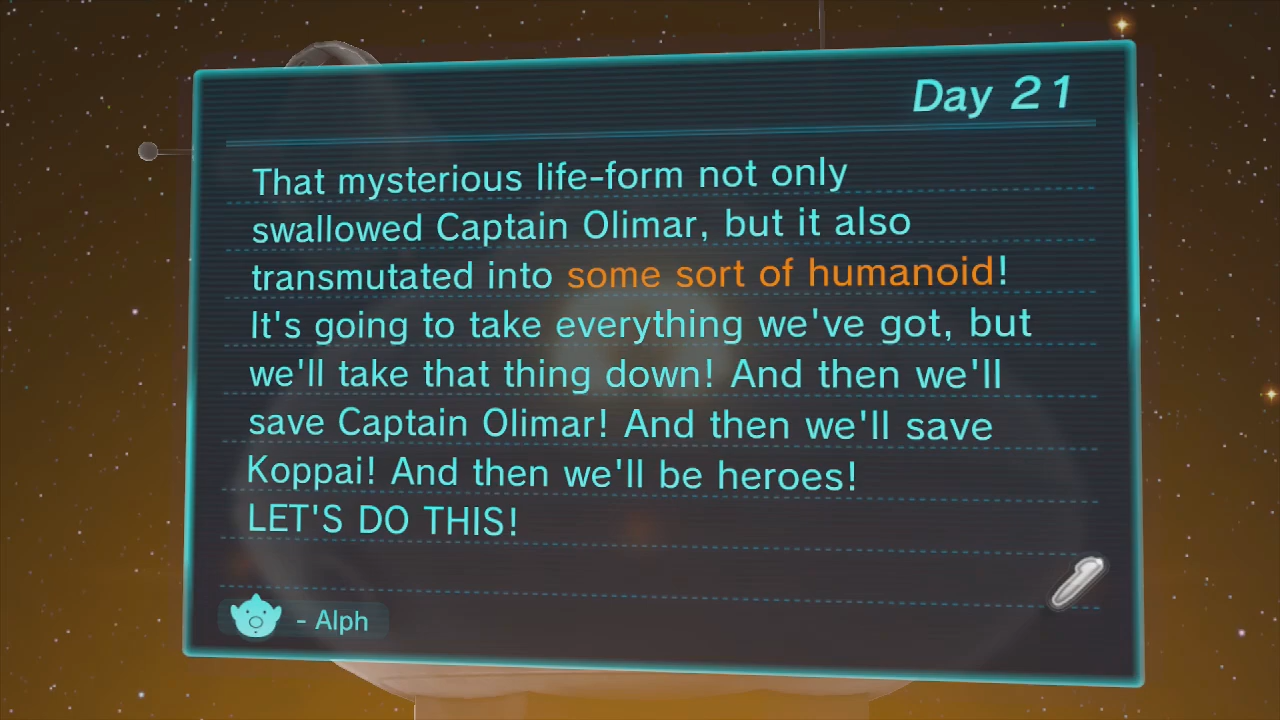 Day 21
That mysterious life-form not only
swallowed Captain Olimar, but it also
transmutated into some sort of humanoid!
It's going to take everything we've got, but
we'll take that thing down! And then we'll
save Captain Olimar! And then we'll save
Koppai! And then we'll be heroes!
LET'S DO THIS!
- Alph